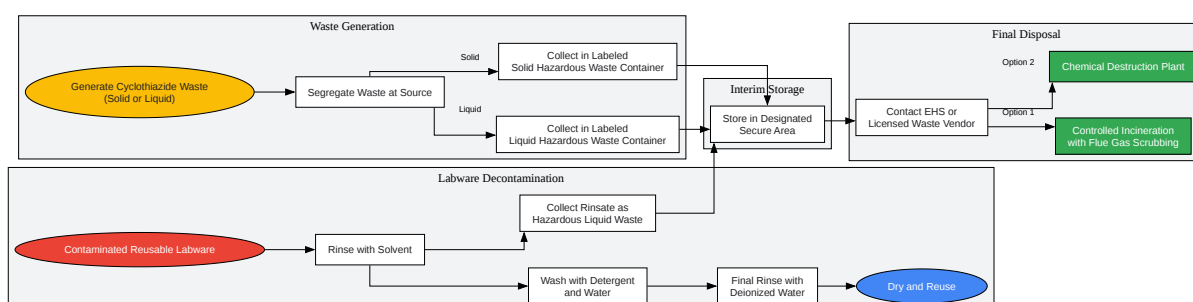 Waste Generation
Generate Cyclothiazide Waste
(Solid or Liquid)
Segregate Waste at Source
Solid
Liquid
Collect in Labeled
Solid Hazardous Waste Container
Collect in Labeled
Liquid Hazardous Waste Container
Interim Storage
Store in Designated
Secure Area
Final Disposal
Contact EHS or
Licensed Waste Vendor
Option 2
Option 1
Chemical Destruction Plant
Controlled Incineration
with Flue Gas Scrubbing
Labware Decontamination
Contaminated Reusable Labware
Rinse with Solvent
Collect Rinsate as
Hazardous Liquid Waste
Wash with Detergent
and Water
Final Rinse with
Deionized Water
Dry and Reuse